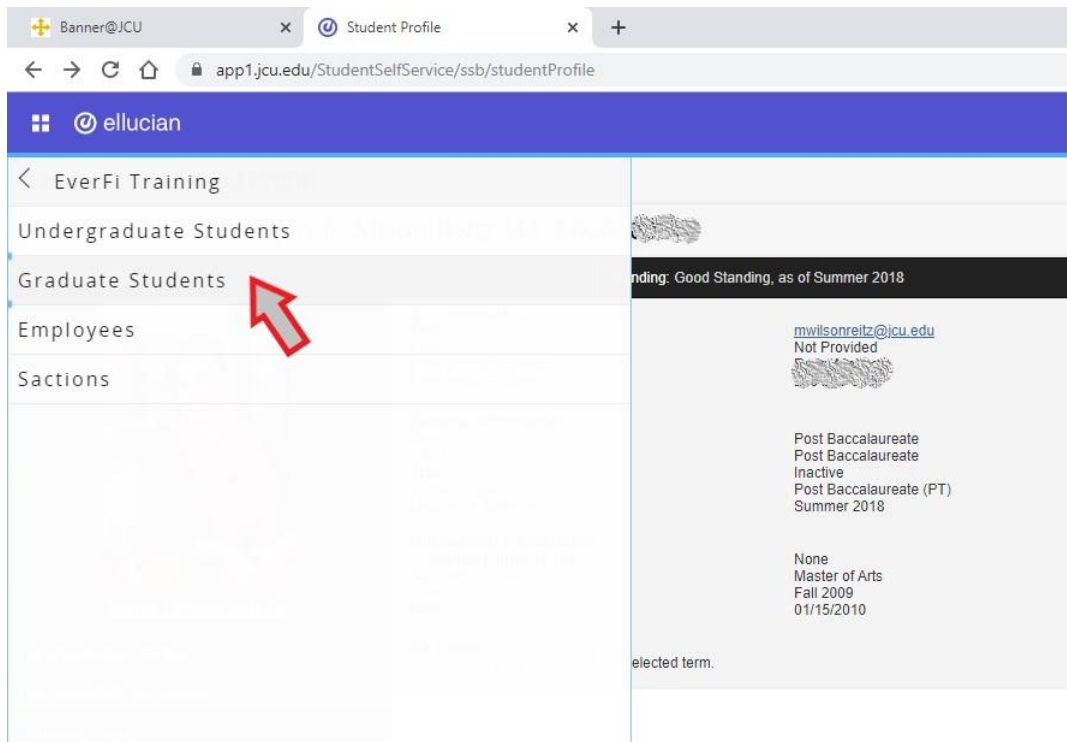 Banner@JCU
Student Profile
app1.jcu.edu/StudentSelfService/ssb/studentProfile
ellucian
EverFi Training
Undergraduate Students
Graduate Students
Employees
Sactions
nding: Good Standing, as of Summer 2018
mwilsonreitz@jcu.edu
Not Provided
Post Baccalaureate
Post Baccalaureate
Inactive
Post Baccalaureate (PT)
Summer 2018
None
Master of Arts
Fall 2009
01/15/2010
elected term.